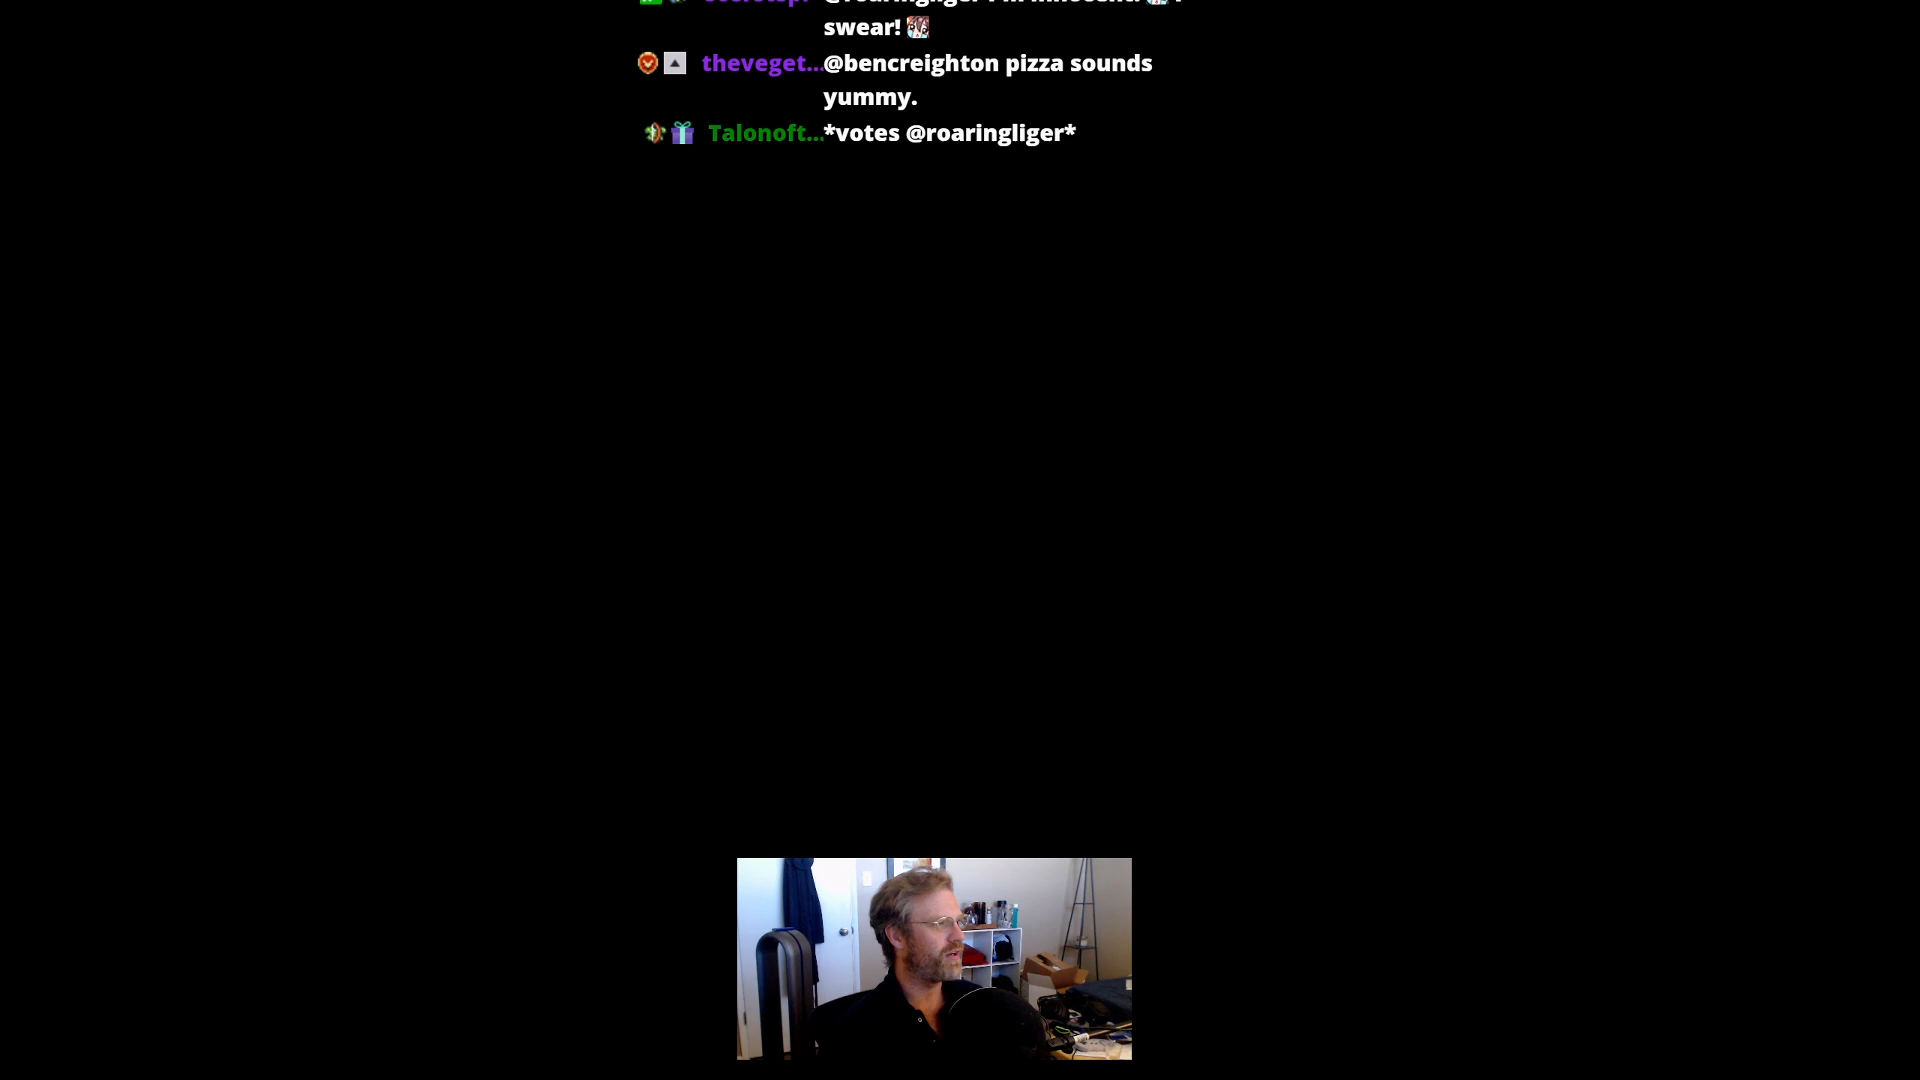 swear!
theveget... @bencreighton pizza sounds
yummy.
Talonoft... *votes @roaringliger*